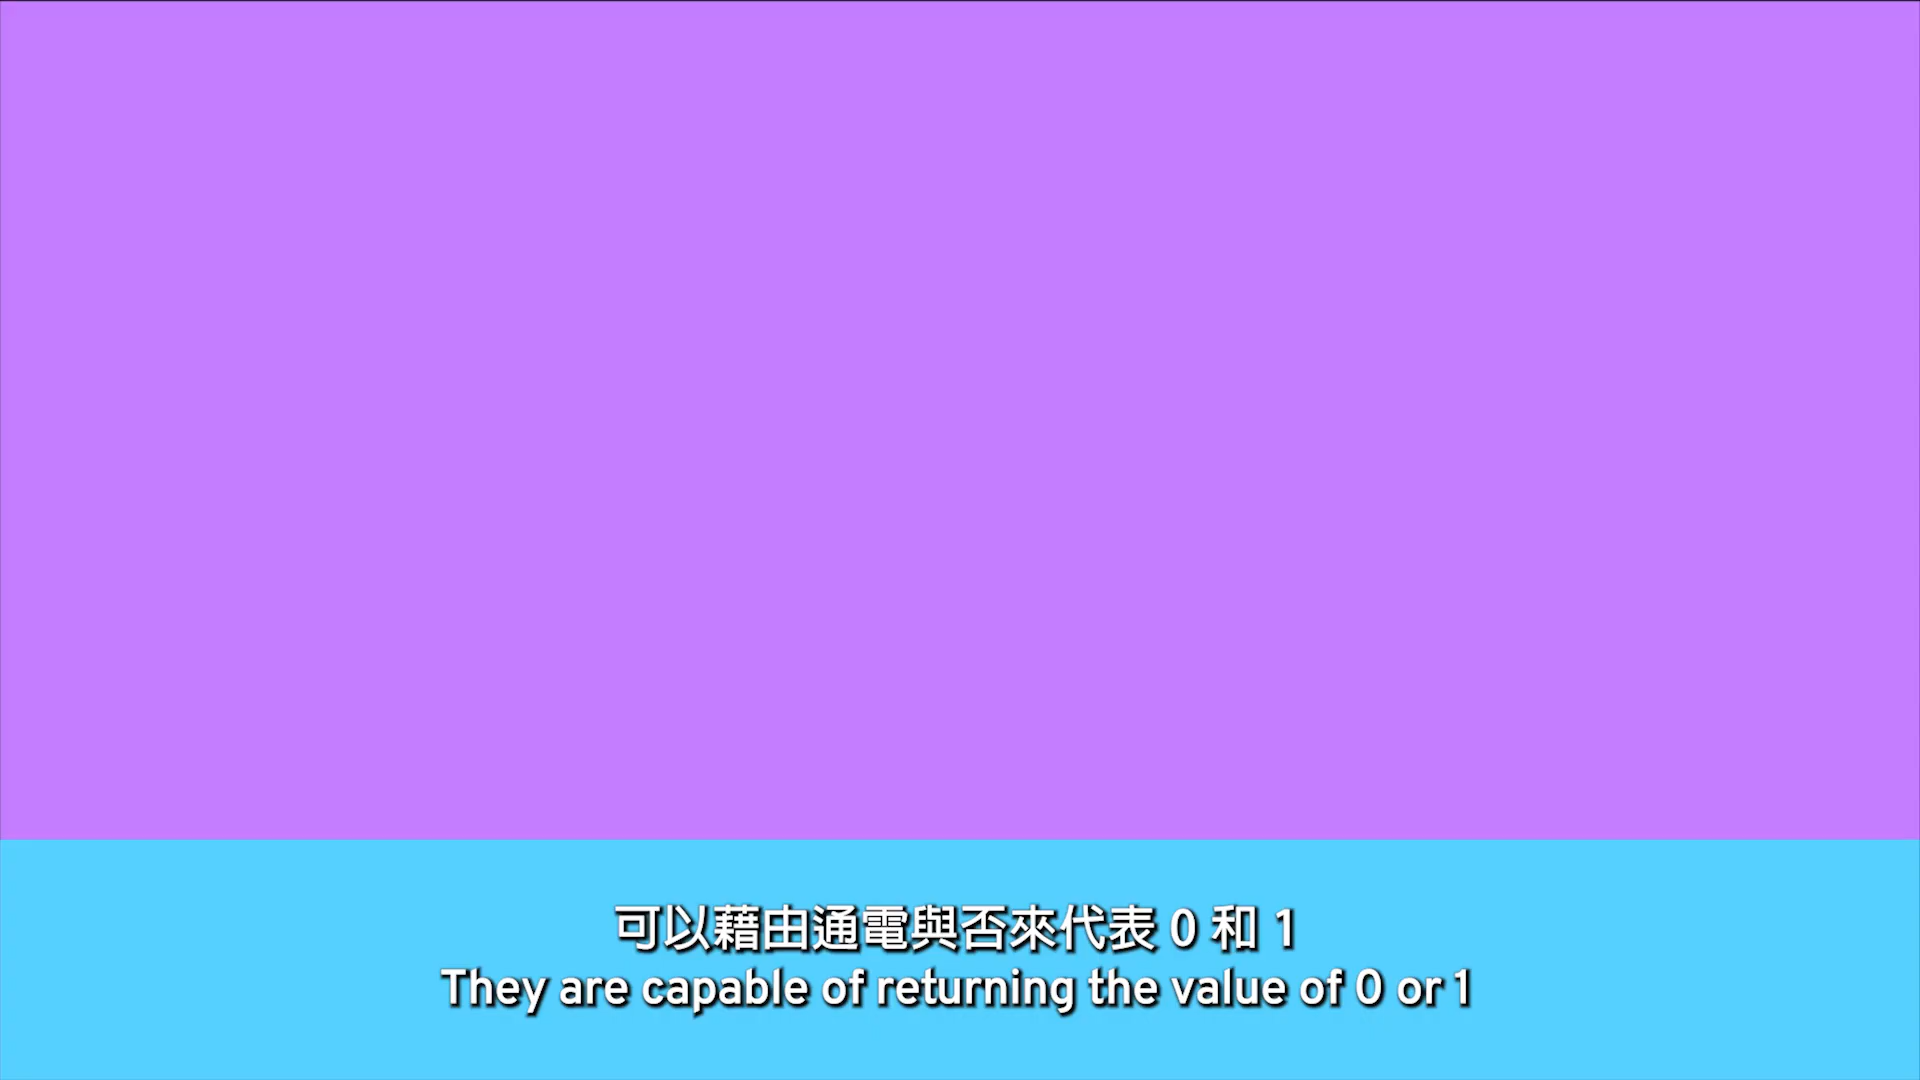 可以藉由通電與否來代表 0 和 1
They are capable of returning the value of 0 or 1